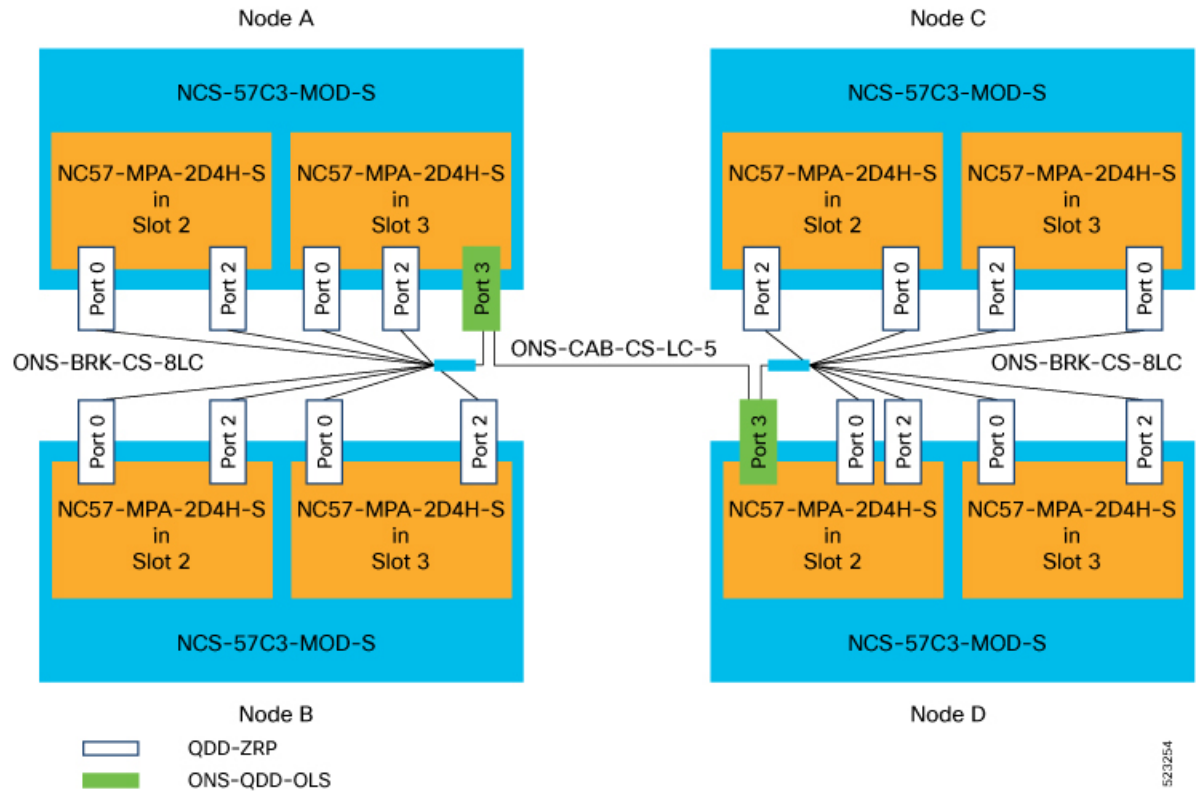 Node A
Node C
NCS-57C3-MOD-S
NCS-57C3-MOD-S
NC57-MPA-2D4H-S
in
Slot 2
NC57-MPA-2D4H-S
in
Slot 3
NC57-MPA-2D4H-S
in
Slot 2
NC57-MPA-2D4H-S
in
Slot 3
Port 0
Port 2
Port 0
Port 2
Port 3
Port 2
Port 0
Port 2
Port 0
ONS-BRK-CS-8LC
ONS-CAB-CS-LC-5
ONS-BRK-CS-8LC
Port 0
Port 2
Port 0
Port 2
Port 3
Port 0
Port 2
Port 0
Port 2
NC57-MPA-2D4H-S
in
Slot 2
NC57-MPA-2D4H-S
in
Slot 3
NC57-MPA-2D4H-S
in
Slot 2
NC57-MPA-2D4H-S
in
Slot 3
NCS-57C3-MOD-S
NCS-57C3-MOD-S
Node B
Node D
QDD-ZRP
ONS-QDD-OLS
523254